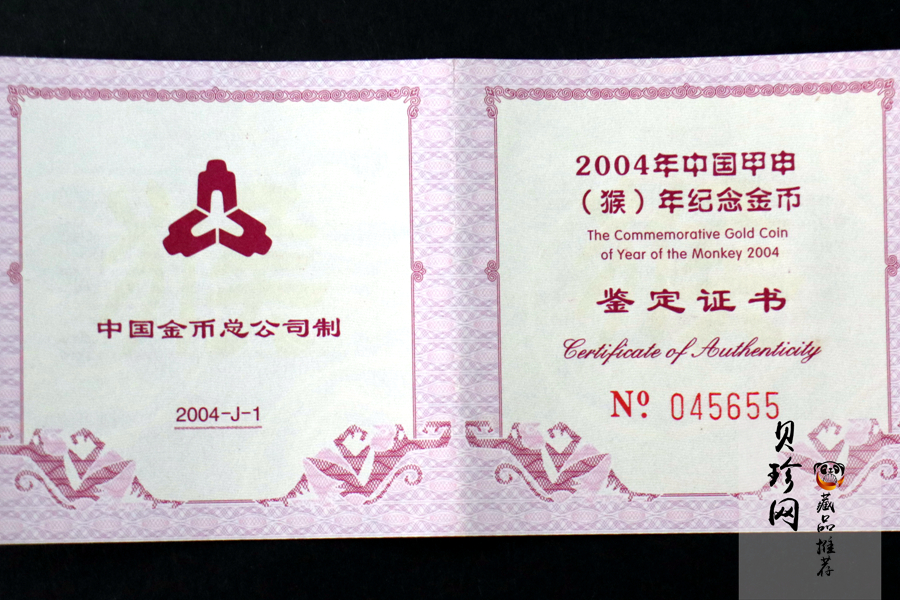 中国金币总公司制
2004-J-1
2004年中国甲申
（猴）年纪念金币
The Commemorative Gold Coin
of Year of the Monkey 2004
鉴定证书
Certificate of Authenticity
Nº 045655
贝珍网
藏品推荐